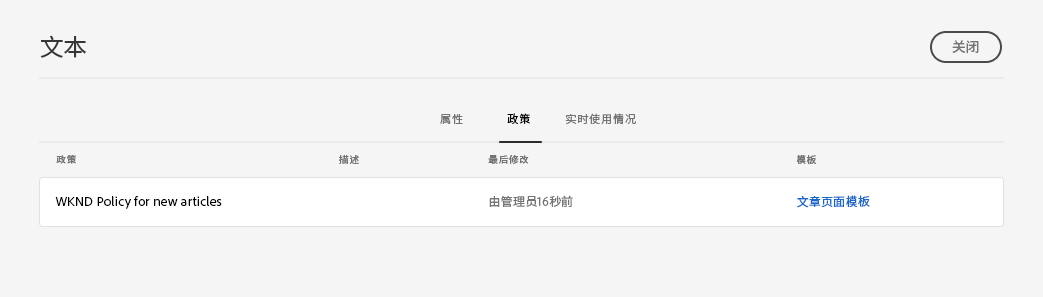 文本
关闭
属性 政策 实时使用情况
政策 描述 最后修改 模板
WKND Policy for new articles 由管理员16秒前 文章页面模板